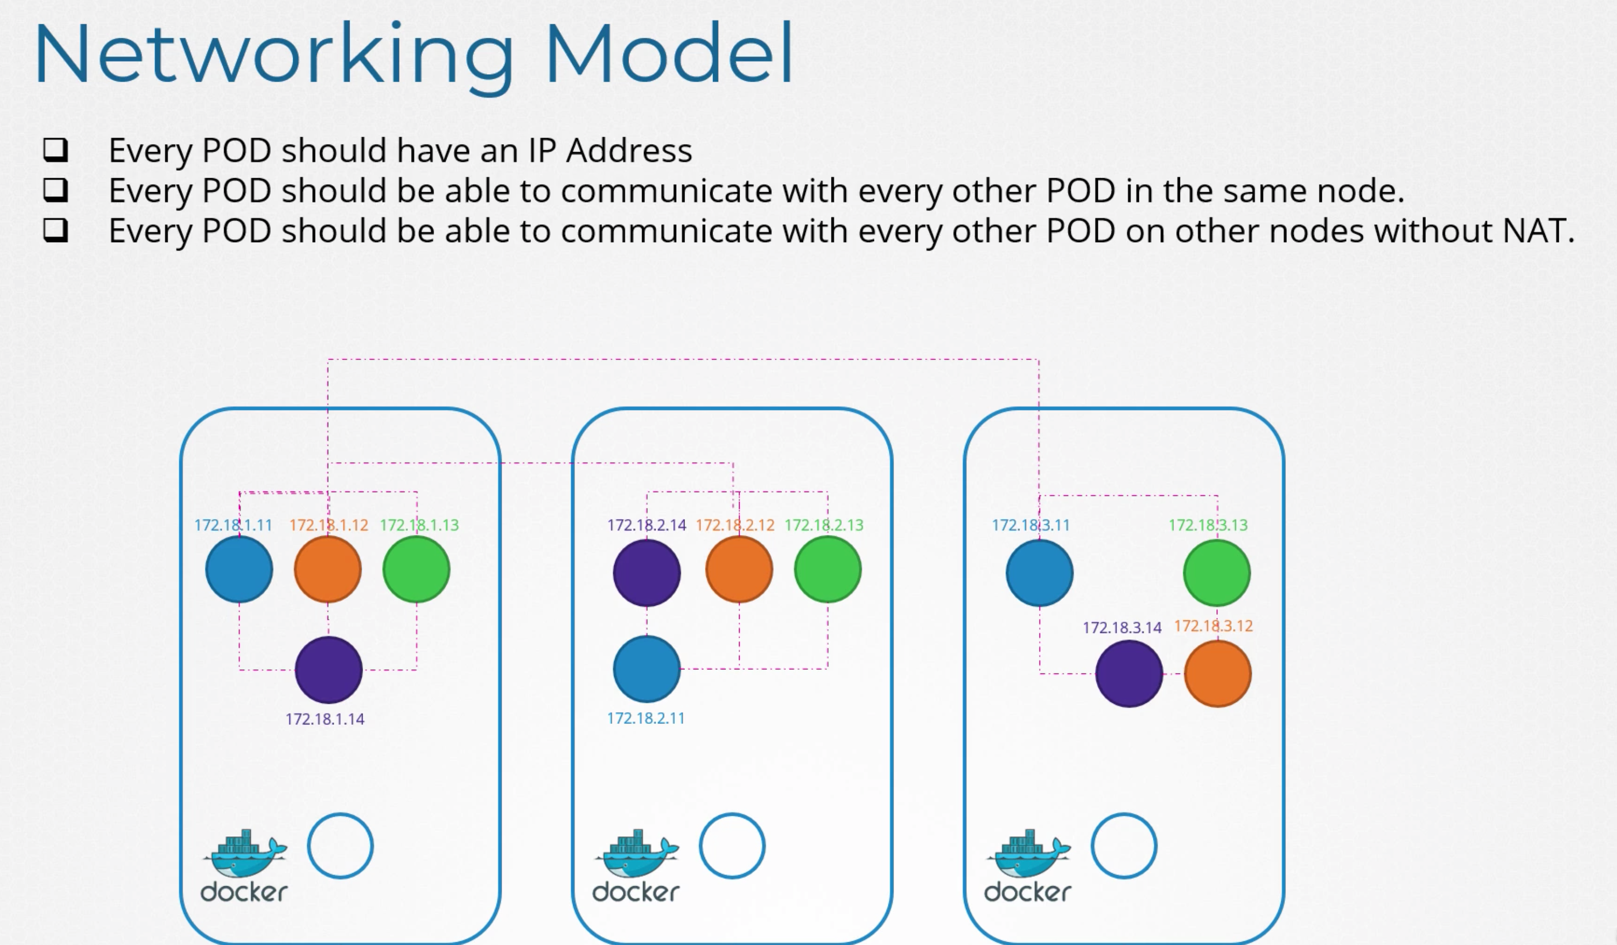 Networking Model
❑ Every POD should have an IP Address
❑ Every POD should be able to communicate with every other POD in the same node.
❑ Every POD should be able to communicate with every other POD on other nodes without NAT.
172.18.1.11 172.18.1.12 172.18.1.13
172.18.1.14
docker
172.18.2.14 172.18.2.12 172.18.2.13
172.18.2.11
docker
172.18.3.11 172.18.3.13
172.18.3.14 172.18.3.12
docker